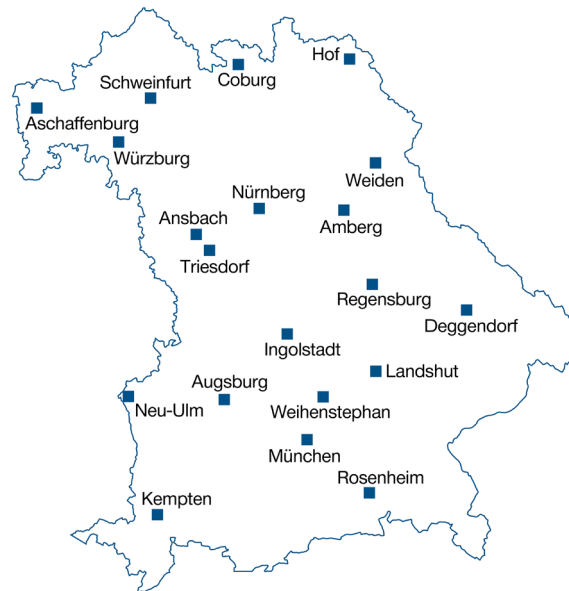 Hof
Coburg
Schweinfurt
Aschaffenburg
Würzburg
Weiden
Nürnberg
Amberg
Ansbach
Triesdorf
Regensburg
Deggendorf
Ingolstadt
Landshut
Augsburg
Neu-Ulm
Weihenstephan
München
Rosenheim
Kempten